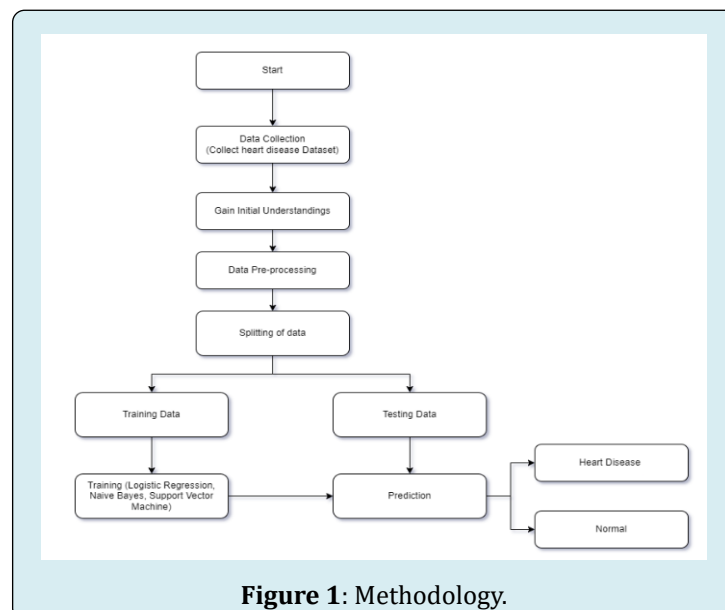 Start
Data Collection
(Collect heart disease Dataset)
Gain Initial Understandings
Data Pre-processing
Splitting of data
Training Data
Testing Data
Training (Logistic Regression,
Naive Bayes, Support Vector
Machine)
Prediction
Heart Disease
Normal
Figure 1: Methodology.